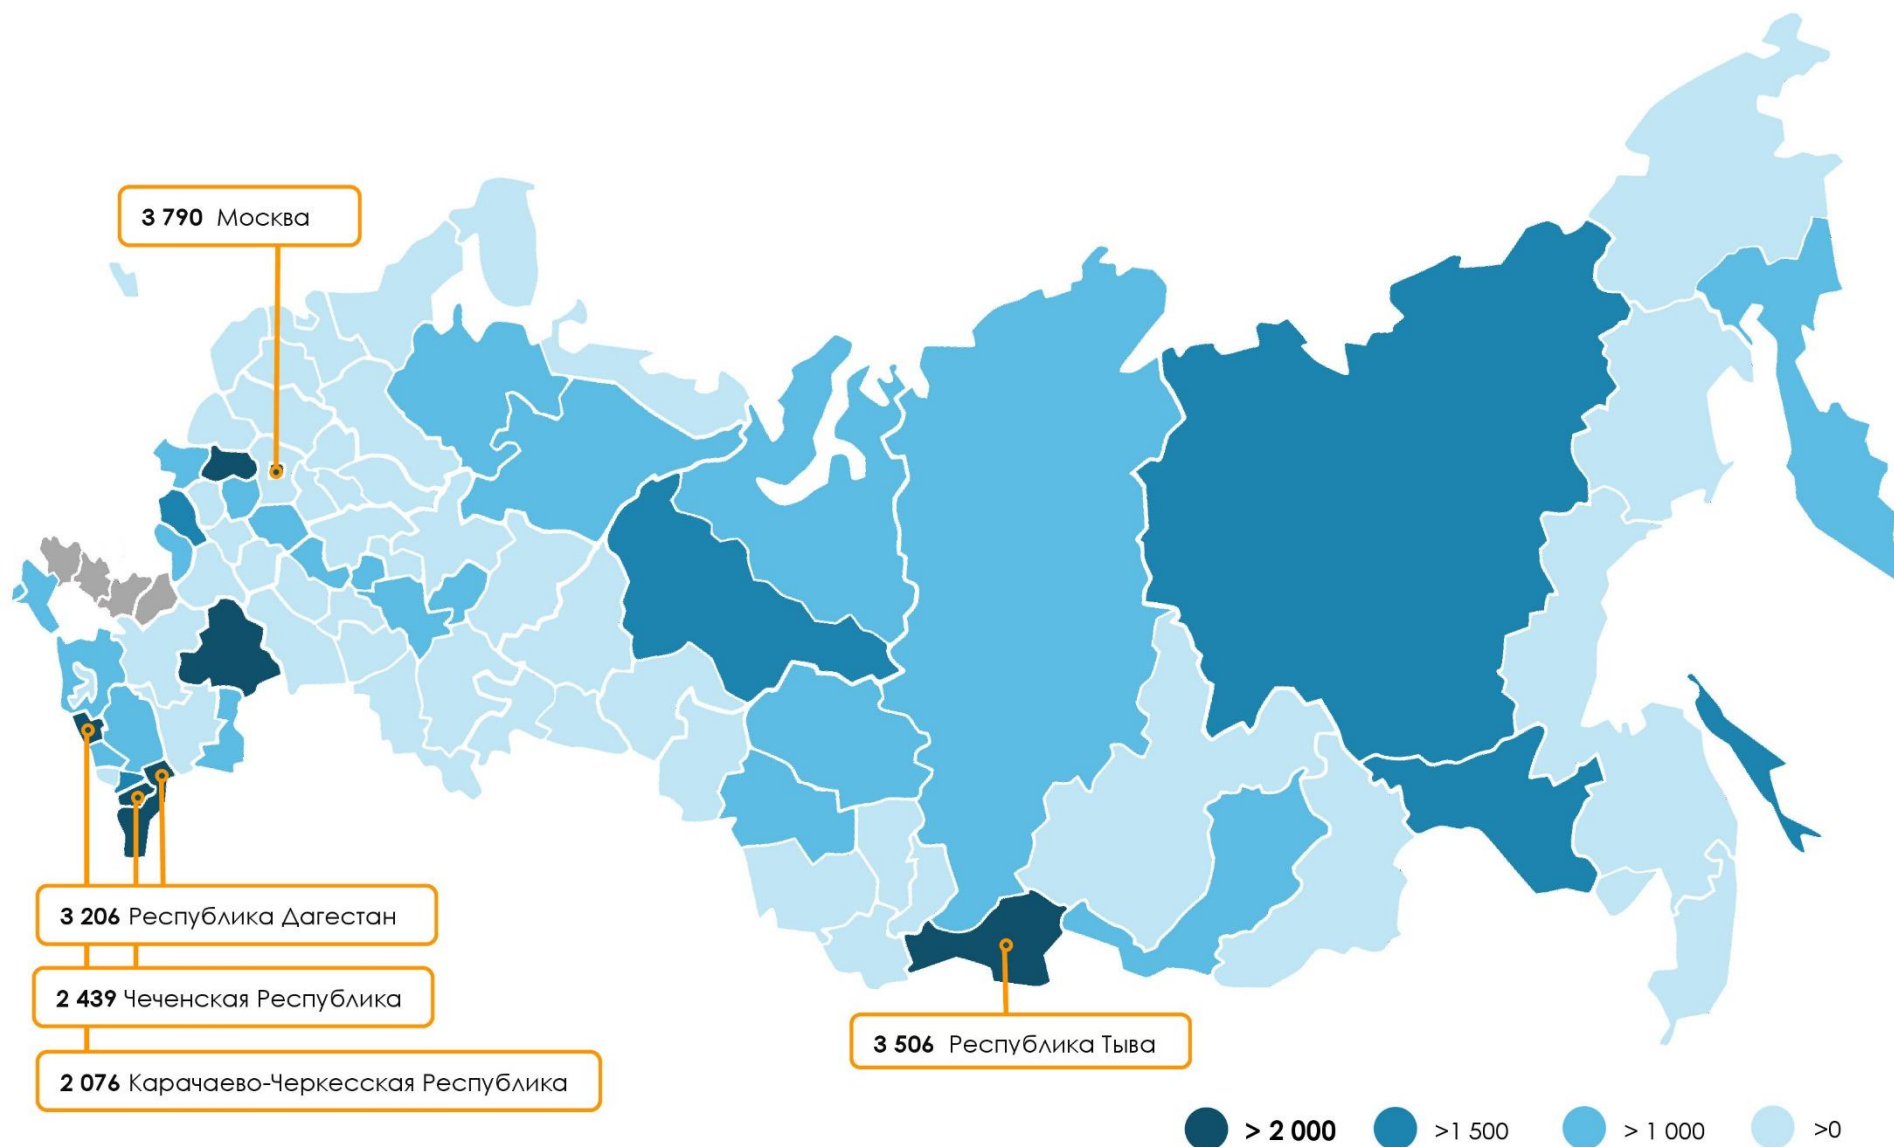 3 790 Москва
3 206 Республика Дагестан
2 439 Чеченская Республика
2 076 Карачаево-Черкесская Республика
3 506 Республика Тыва
> 2 000 >1 500 > 1 000 >0